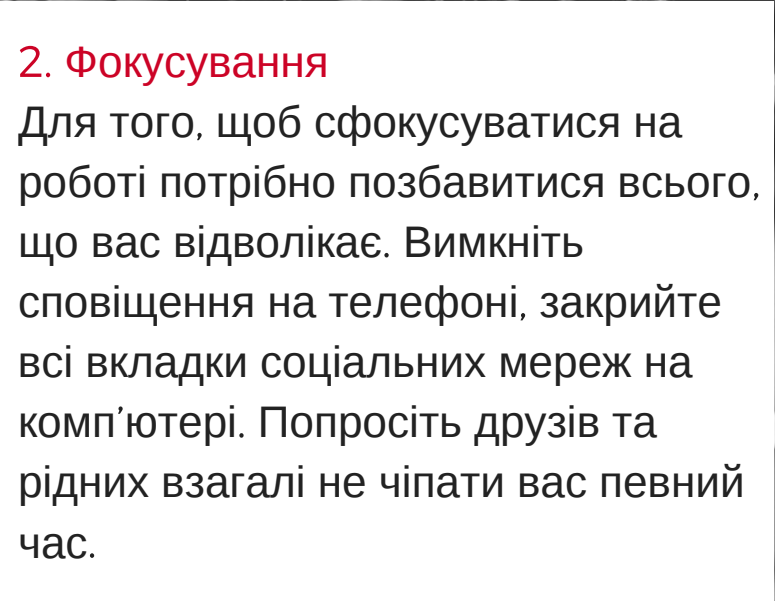 2. Фокусування
Для того, щоб сфокусуватися на
роботі потрібно позбавитися всього,
що вас відволікає. Вимкніть
сповіщення на телефоні, закрийте
всі вкладки соціальних мереж на
комп’ютері. Попросіть друзів та
рідних взагалі не чіпати вас певний
час.